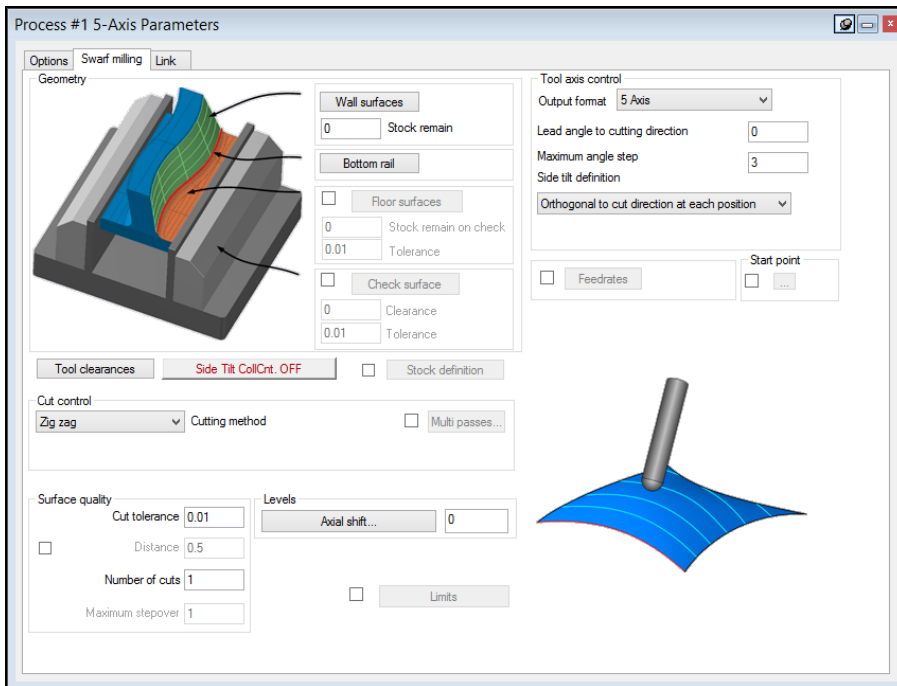 Process #1 5-Axis Parameters
Options Swarf milling Link
Geometry
Wall surfaces
0 Stock remain
Bottom rail
Floor surfaces
0 Stock remain on check
0.01 Tolerance
Check surface
0 Clearance
0.01 Tolerance
Tool axis control
Output format 5 Axis
Lead angle to cutting direction 0
Maximum angle step 3
Side tilt definition
Orthogonal to cut direction at each position
Feedrates
Start point
...
Tool clearances Side Tilt CollCnt. OFF Stock definition
Cut control
Zig zag Cutting method Multi passes...
Surface quality
Cut tolerance 0.01
Distance 0.5
Number of cuts 1
Maximum stepover 1
Levels
Axial shift... 0
Limits